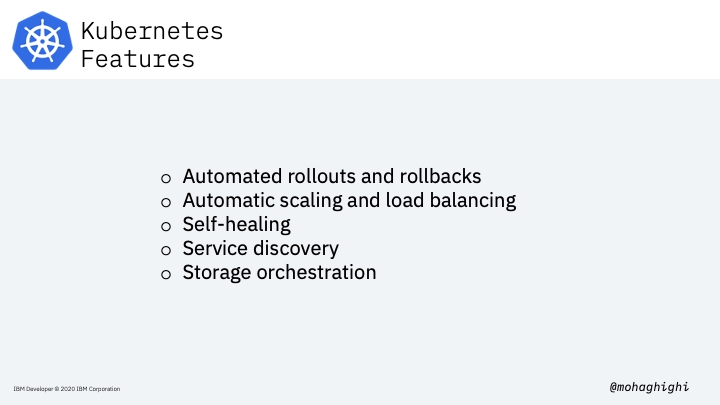 Kubernetes
Features
o Automated rollouts and rollbacks
o Automatic scaling and load balancing
o Self-healing
o Service discovery
o Storage orchestration
IBM Developer © 2020 IBM Corporation
@mohaghighi